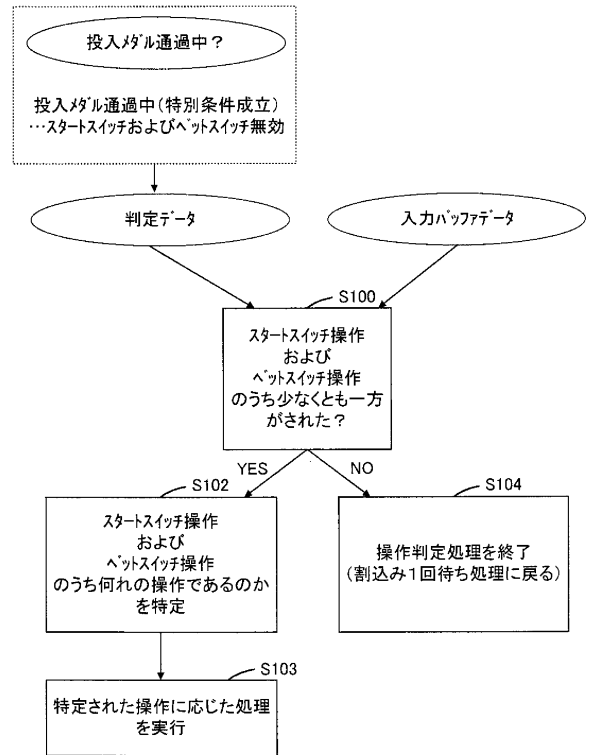 投入ﾒﾀﾞﾙ通過中？
投入ﾒﾀﾞﾙ通過中(特別条件成立)
…ｽﾀｰﾄｽｲｯﾁおよびﾍﾞｯﾄｽｲｯﾁ無効
判定ﾃﾞｰﾀ
入力ﾊﾞｯﾌｧﾃﾞｰﾀ
S100
ｽﾀｰﾄｽｲｯﾁ操作
および
ﾍﾞｯﾄｽｲｯﾁ操作
のうち少なくとも一方
がされた？
YES
NO
S102
ｽﾀｰﾄｽｲｯﾁ操作
および
ﾍﾞｯﾄｽｲｯﾁ操作
のうち何れの操作であるのか
を特定
S104
操作判定処理を終了
(割込み１回待ち処理に戻る)
S103
特定された操作に応じた処理
を実行